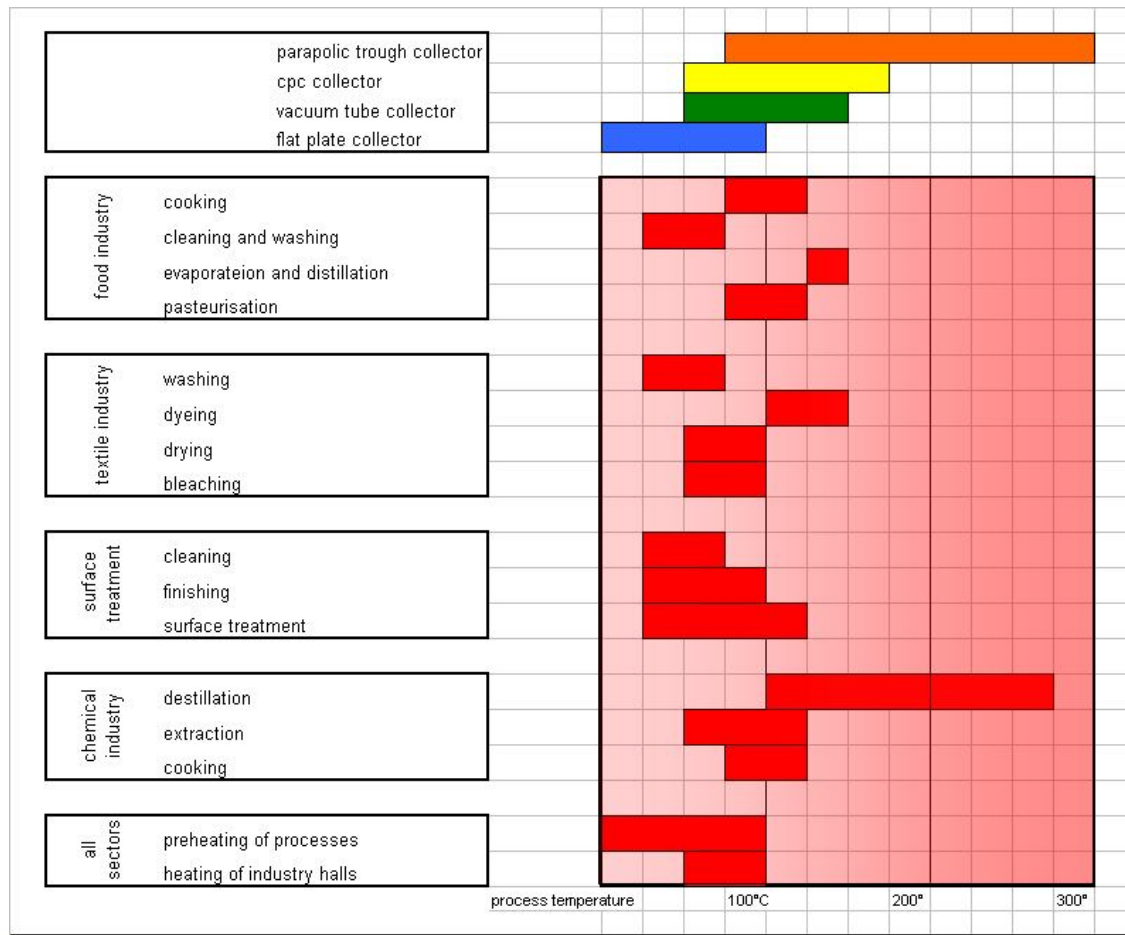 parapolic trough collector
cpc collector
vacuum tube collector
flat plate collector
food industry
cooking
cleaning and washing
evaporateion and distillation
pasteurisation
textile industry
washing
dyeing
drying
bleaching
surface
treatment
cleaning
finishing
surface treatment
chemical
industry
destillation
extraction
cooking
all
sectors
preheating of processes
heating of industry halls
process temperature 100°C 200° 300°